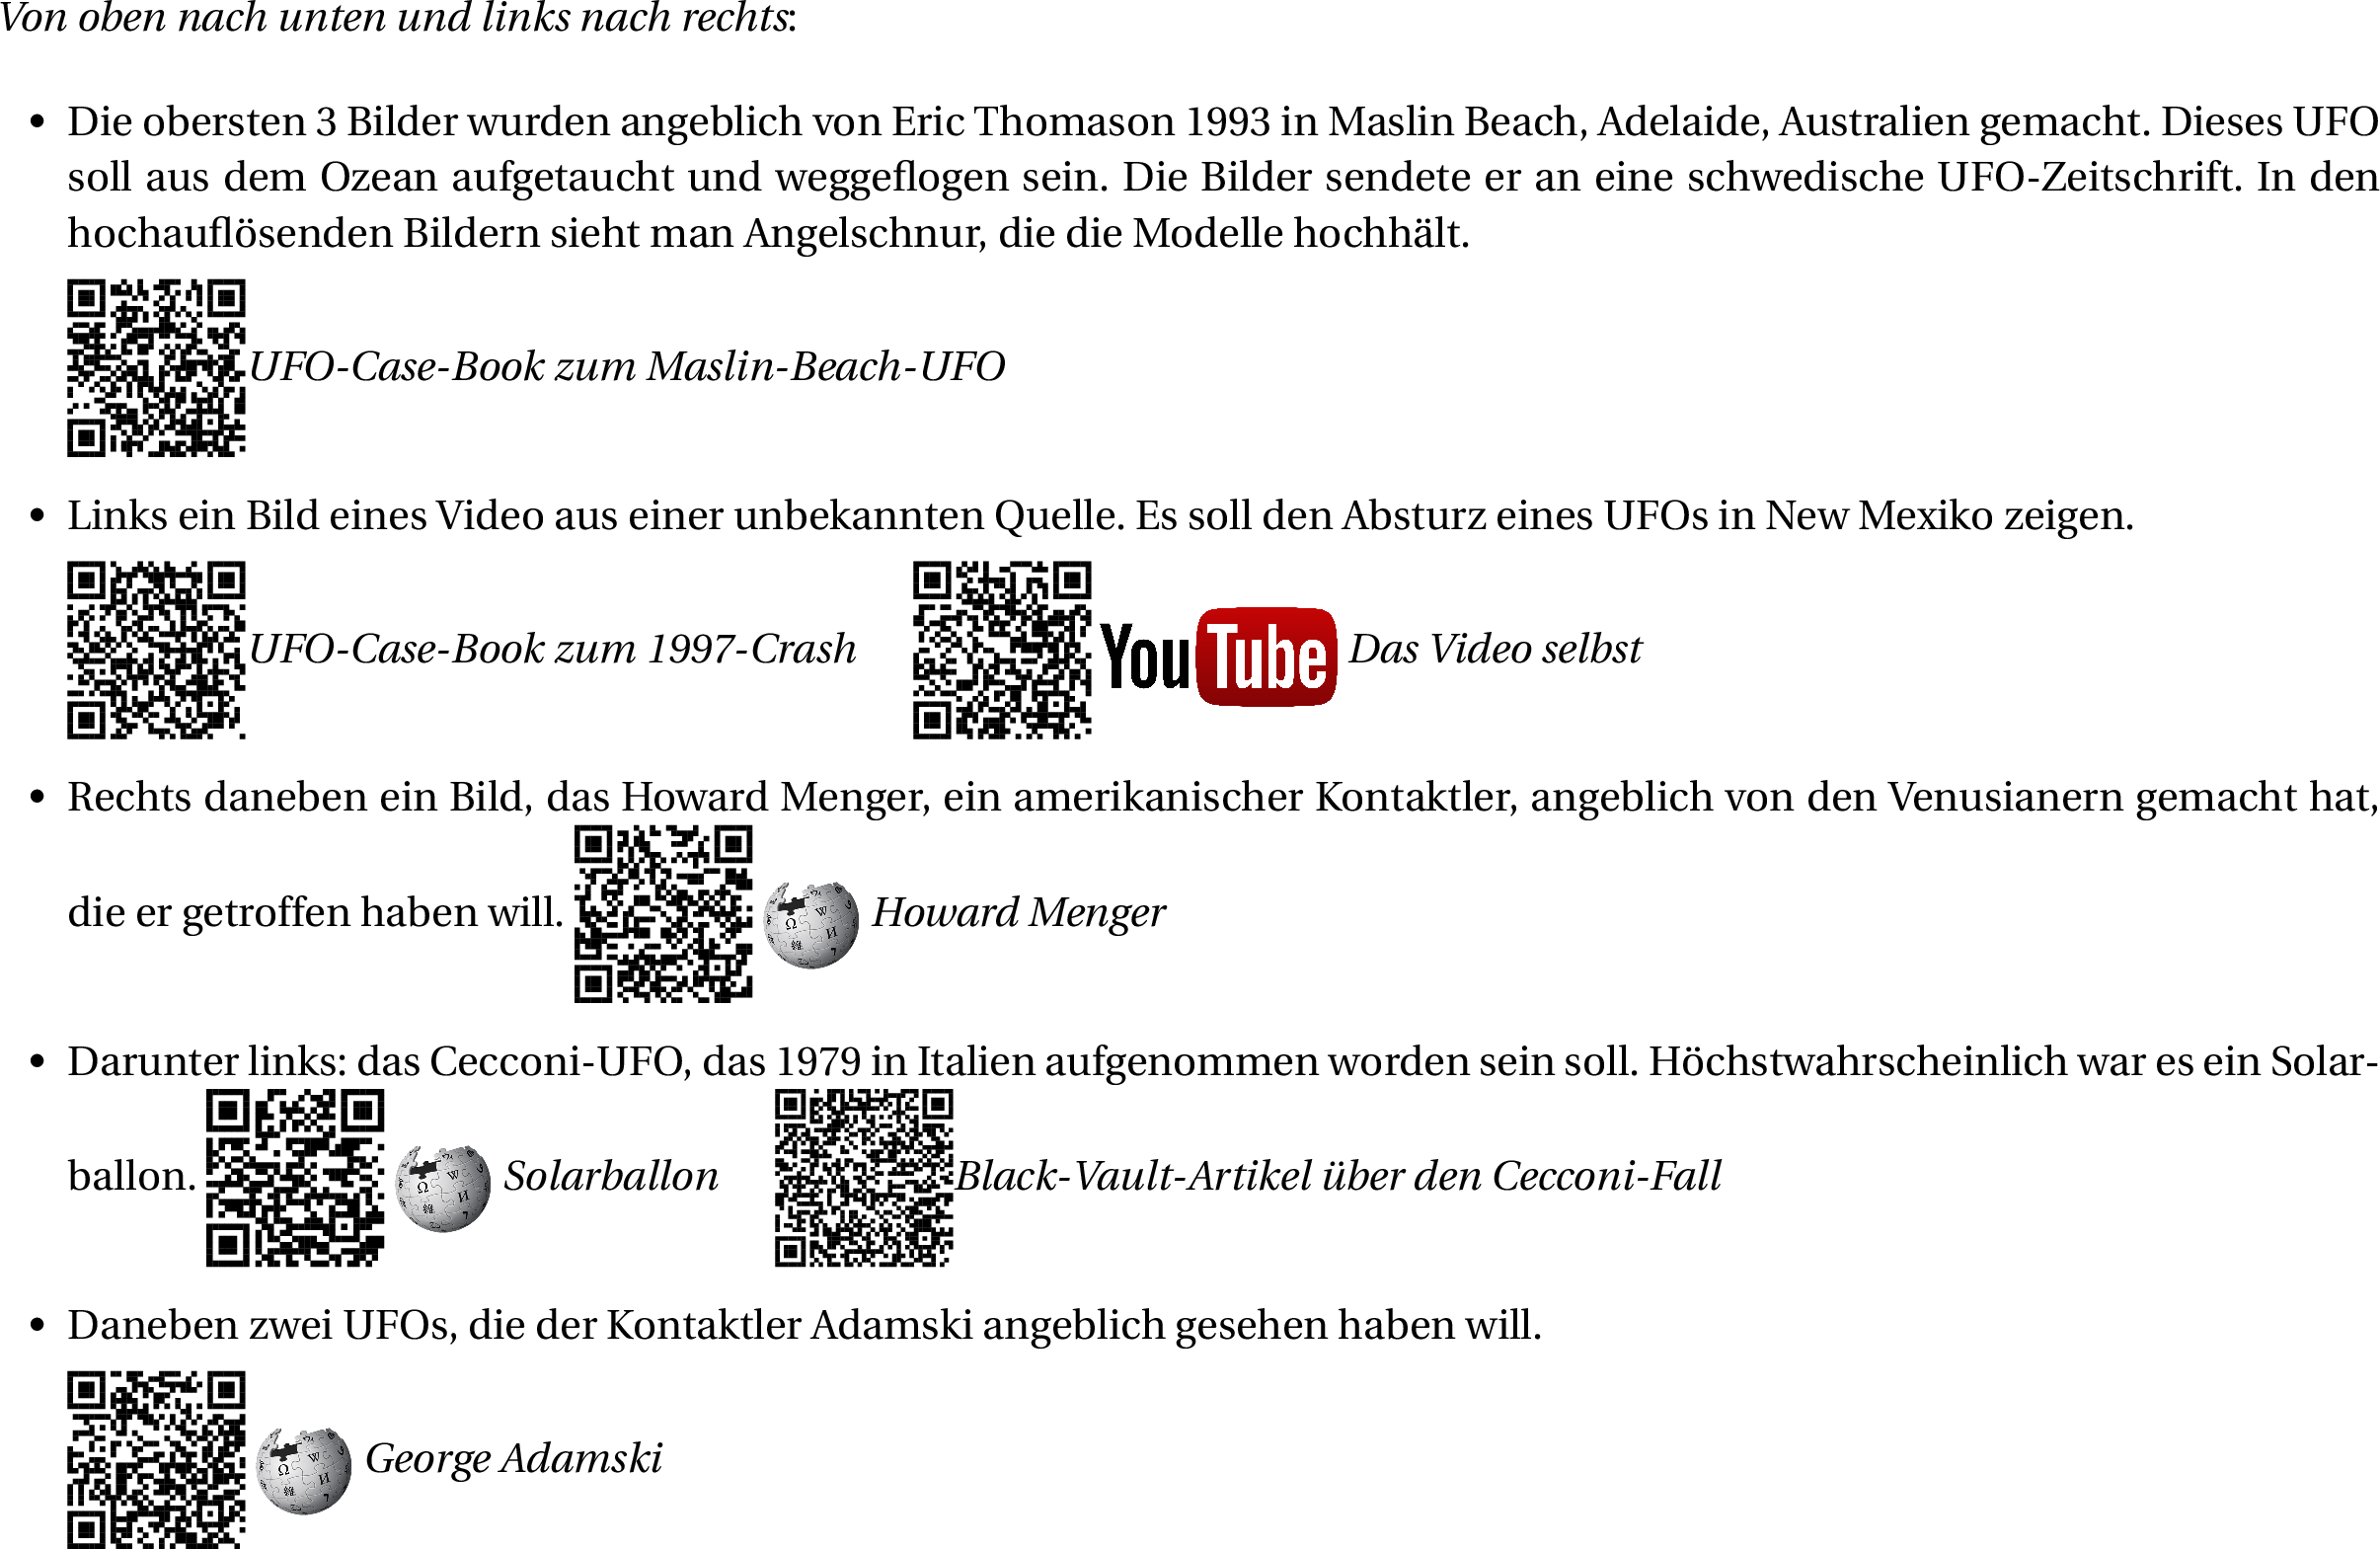 Von oben nach unten und links nach rechts:
• Die obersten 3 Bilder wurden angeblich von Eric Thomason 1993 in Maslin Beach, Adelaide, Australien gemacht. Dieses UFO
soll aus dem Ozean aufgetaucht und weggeflogen sein. Die Bilder sendete er an eine schwedische UFO-Zeitschrift. In den
hochauflösenden Bildern sieht man Angelschnur, die die Modelle hochhält.
UFO-Case-Book zum Maslin-Beach-UFO
• Links ein Bild eines Video aus einer unbekannten Quelle. Es soll den Absturz eines UFOs in New Mexiko zeigen.
UFO-Case-Book zum 1997-Crash YouTube Das Video selbst
• Rechts daneben ein Bild, das Howard Menger, ein amerikanischer Kontaktler, angeblich von den Venusianern gemacht hat,
die er getroffen haben will. Howard Menger
• Darunter links: das Cecconi-UFO, das 1979 in Italien aufgenommen worden sein soll. Höchstwahrscheinlich war es ein Solar-
ballon. Solarballon Black-Vault-Artikel über den Cecconi-Fall
• Daneben zwei UFOs, die der Kontaktler Adamski angeblich gesehen haben will.
George Adamski